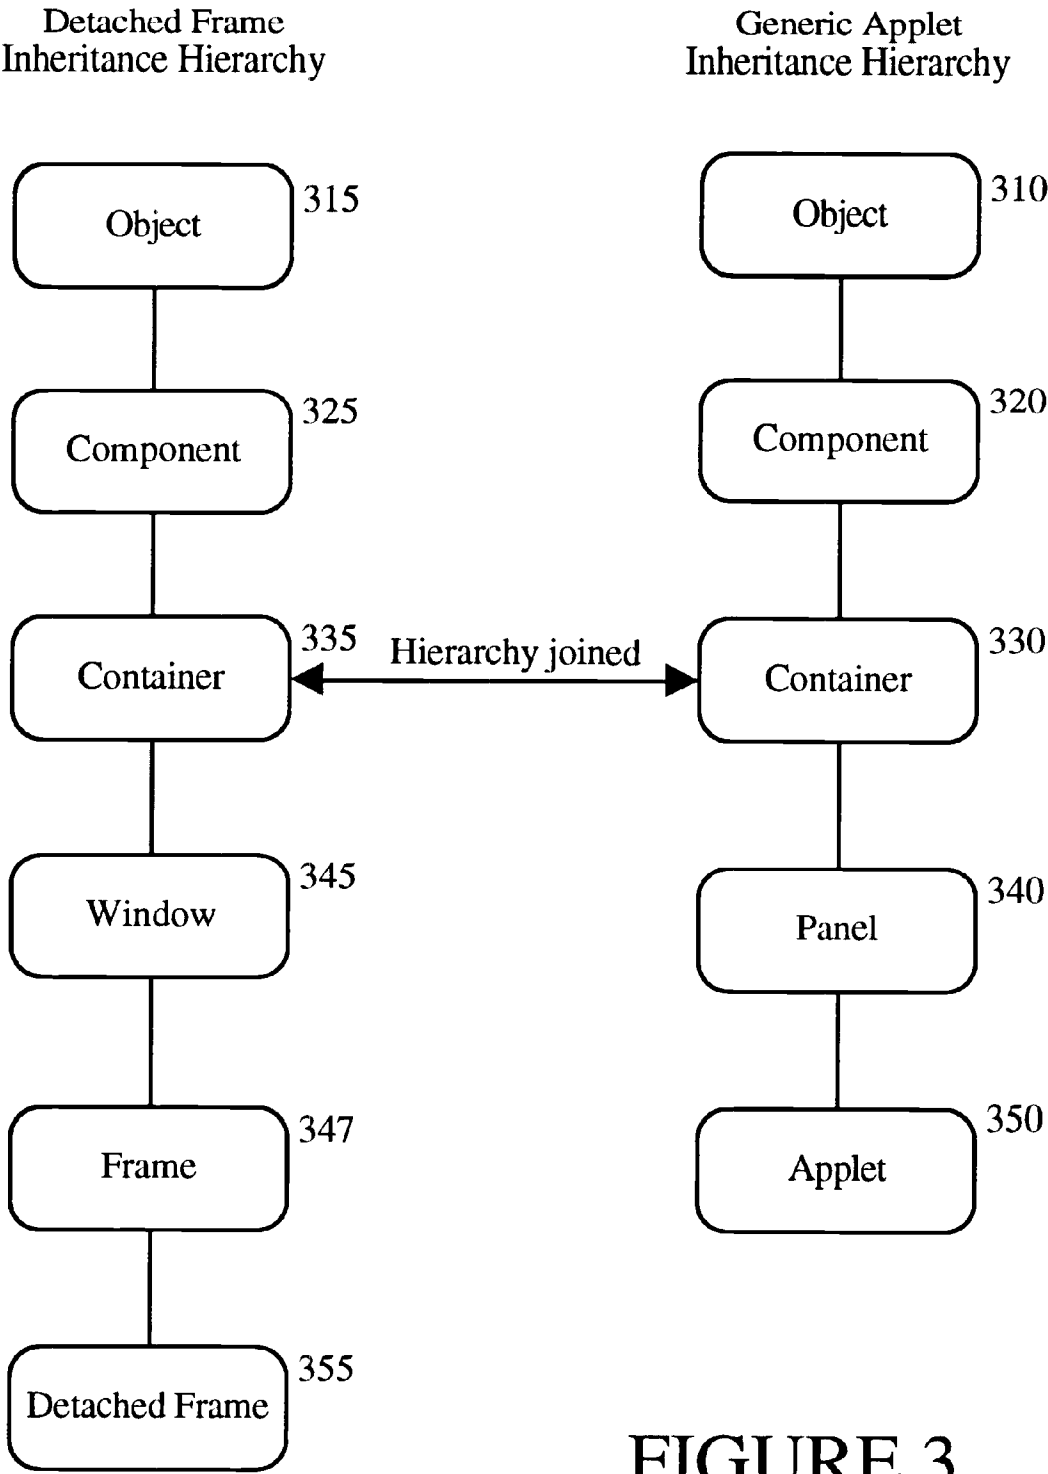 Detached Frame
Inheritance Hierarchy
Generic Applet
Inheritance Hierarchy
Object
315
Object
310
Component
325
Component
320
Container
335
Hierarchy joined
Container
330
Window
345
Panel
340
Frame
347
Applet
350
Detached Frame
355
FIGURE 3